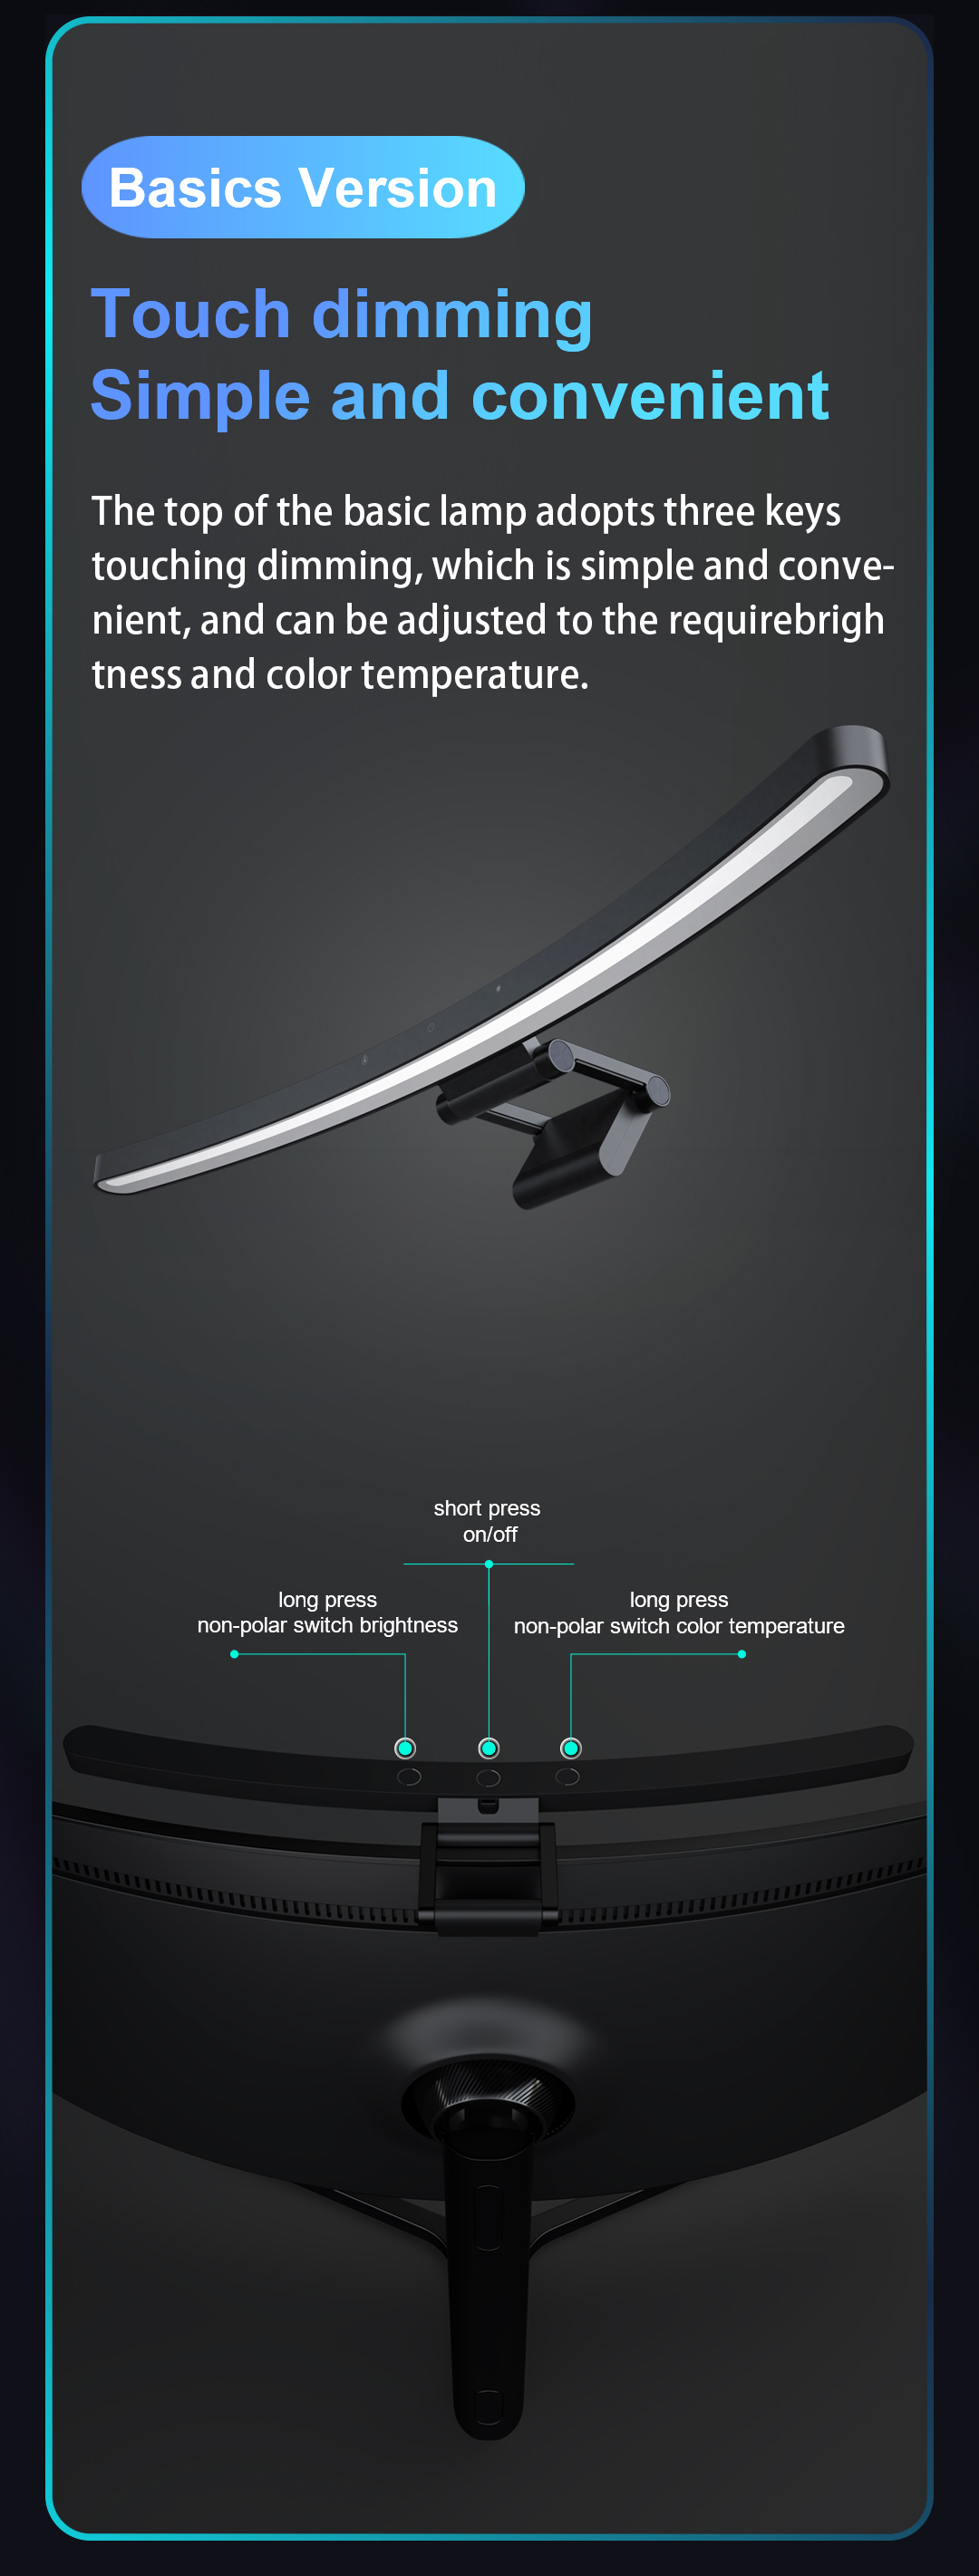 Basics Version
Touch dimming
Simple and convenient
The top of the basic lamp adopts three keys
touching dimming, which is simple and conve-
nient, and can be adjusted to the requirebrigh
tness and color temperature.
short press
on/off
long press
non-polar switch brightness
long press
non-polar switch color temperature